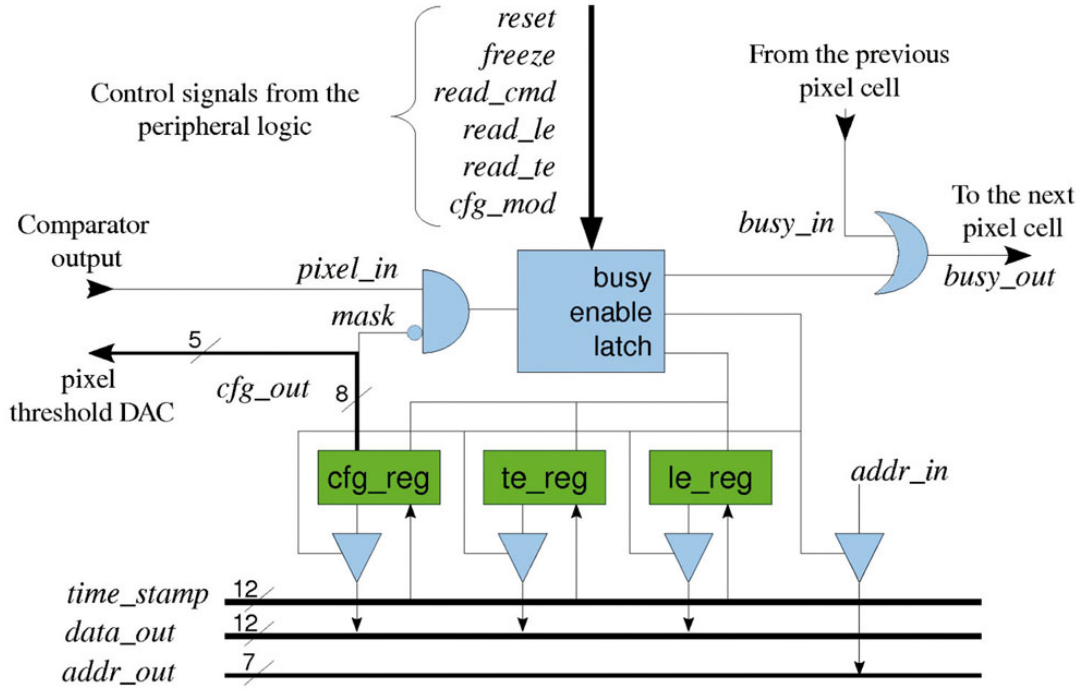 reset
freeze
read_cmd
read_le
read_te
cfg_mod
Control signals from the
peripheral logic
From the previous
pixel cell
To the next
pixel cell
busy_in
busy_out
Comparator
output
pixel_in
mask
busy
enable
latch
5
pixel
threshold DAC
cfg_out
8
cfg_reg
te_reg
le_reg
addr_in
time_stamp
12
data_out
12
addr_out
7